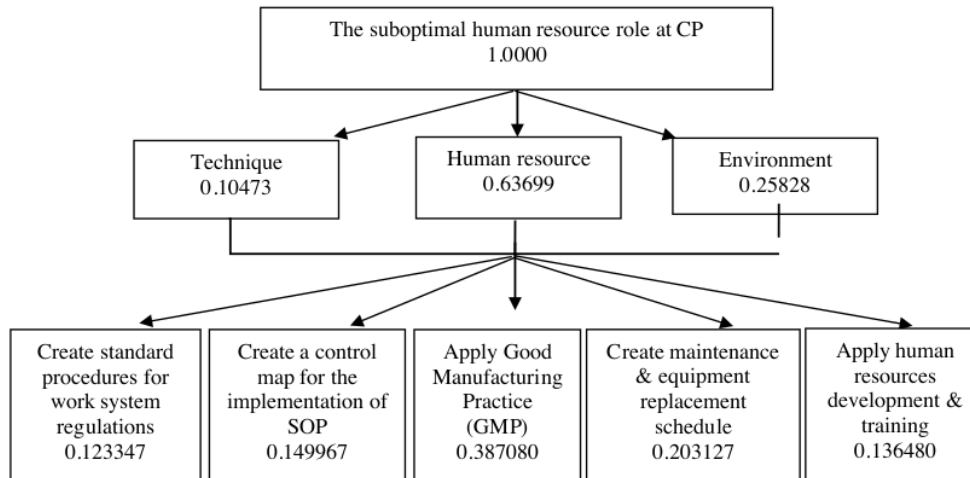 The suboptimal human resource role at CP
1.0000
Technique
0.10473
Human resource
0.63699
Environment
0.25828
Create standard
procedures for
work system
regulations
0.123347
Create a control
map for the
implementation of
SOP
0.149967
Apply Good
Manufacturing
Practice
(GMP)
0.387080
Create maintenance
& equipment
replacement
schedule
0.203127
Apply human
resources
development &
training
0.136480